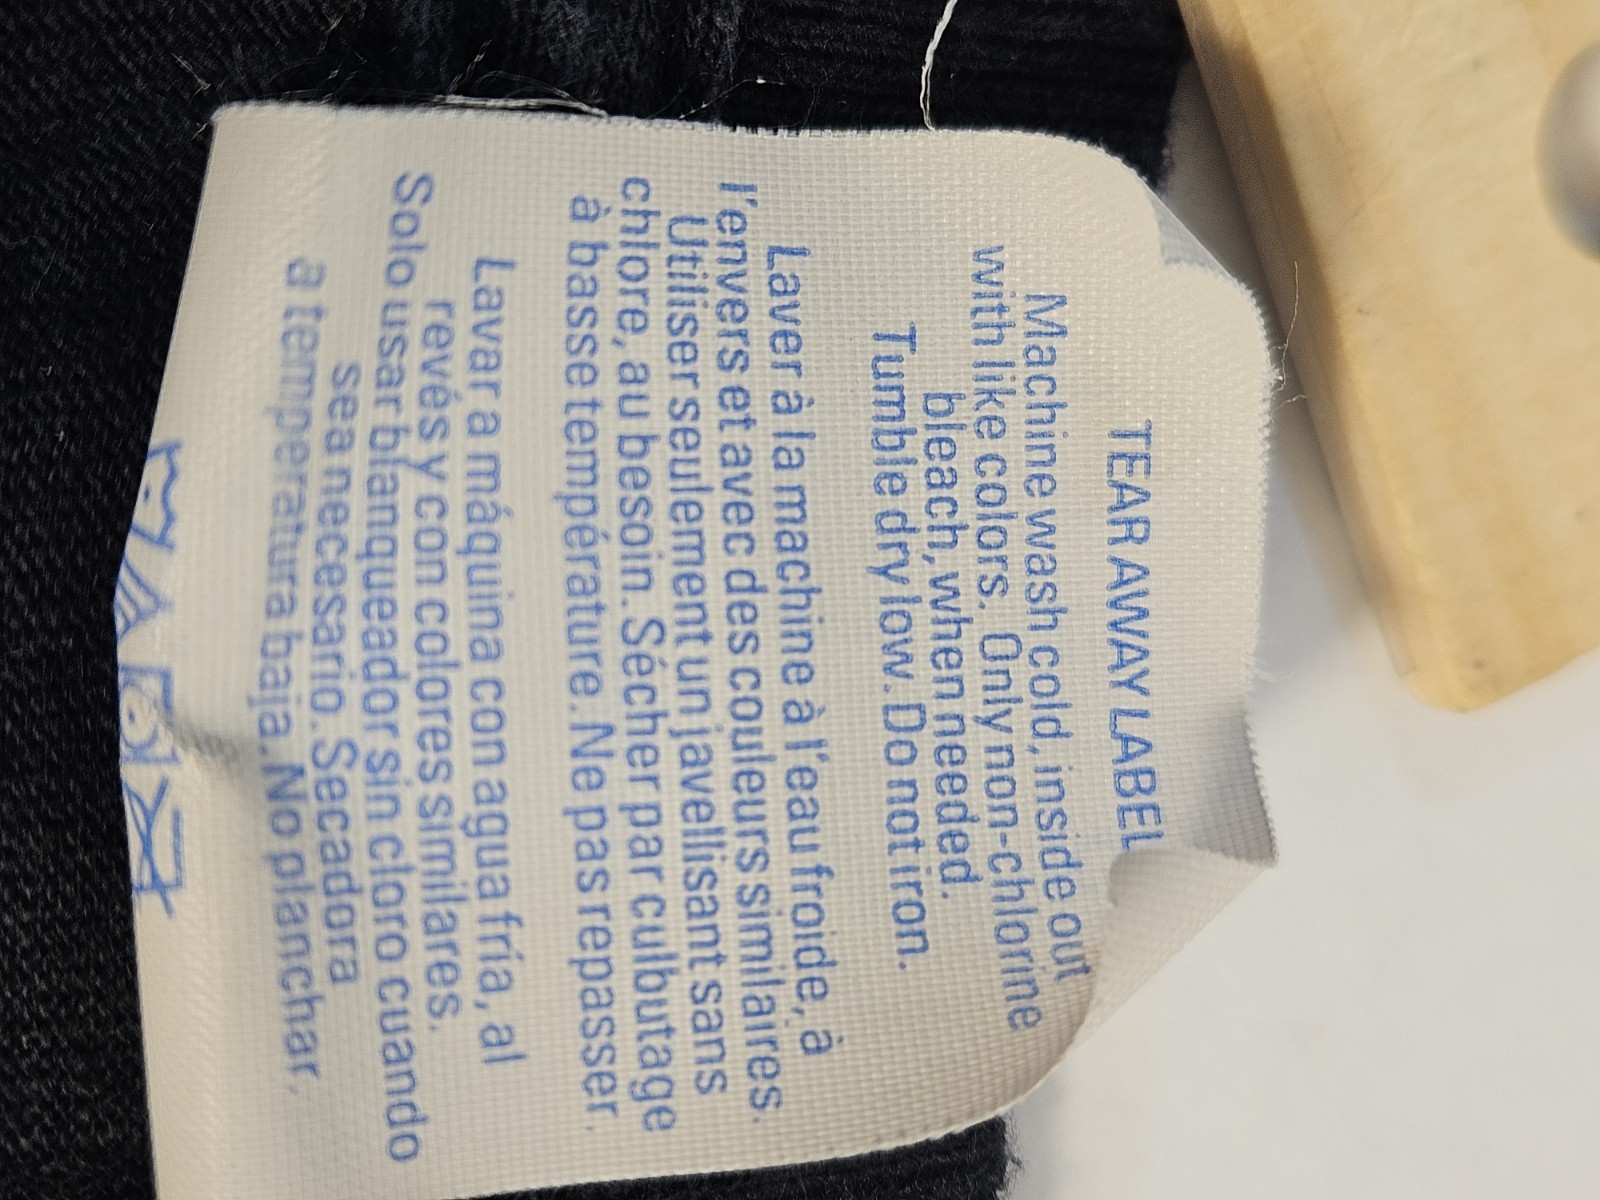 TEAR AWAY LABEL
Machine wash cold, inside out
with like colors. Only non-chlorine
bleach, when needed.
Tumble dry low. Do not iron.
Laver à la machine à l'eau froide, à
l'envers et avec des couleurs similaires.
Utiliser seulement un javellisant sans
chlore, au besoin. Sécher par culbutage
à basse température. Ne pas repasser.
Lavar a máquina con agua fría, al
revés y con colores similares.
Solo usar blanqueador sin cloro cuando
sea necesario. Secadora
a temperatura baja. No planchar.